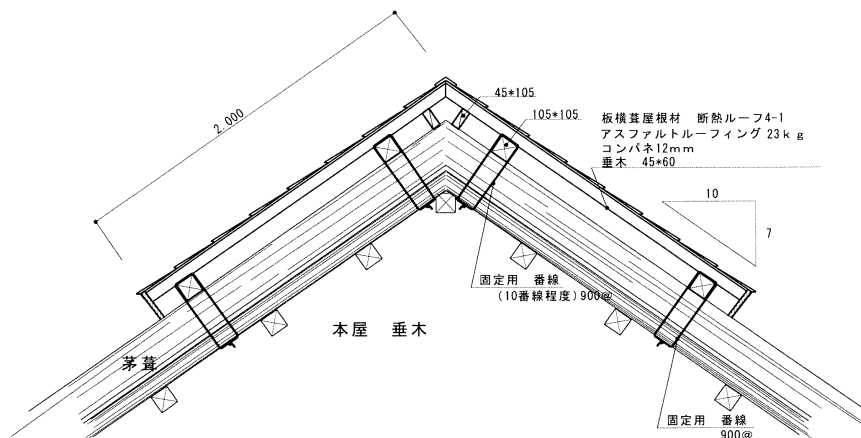 2.000
45*105
105*105
板横葺屋根材 断熱ルーフ4-1
アスファルトルーフィング 23kg
コンパネ12mm
垂木 45*60
10
7
固定用 番線
(10番線程度)900@
本屋 垂木
茅葺
固定用 番線
900@